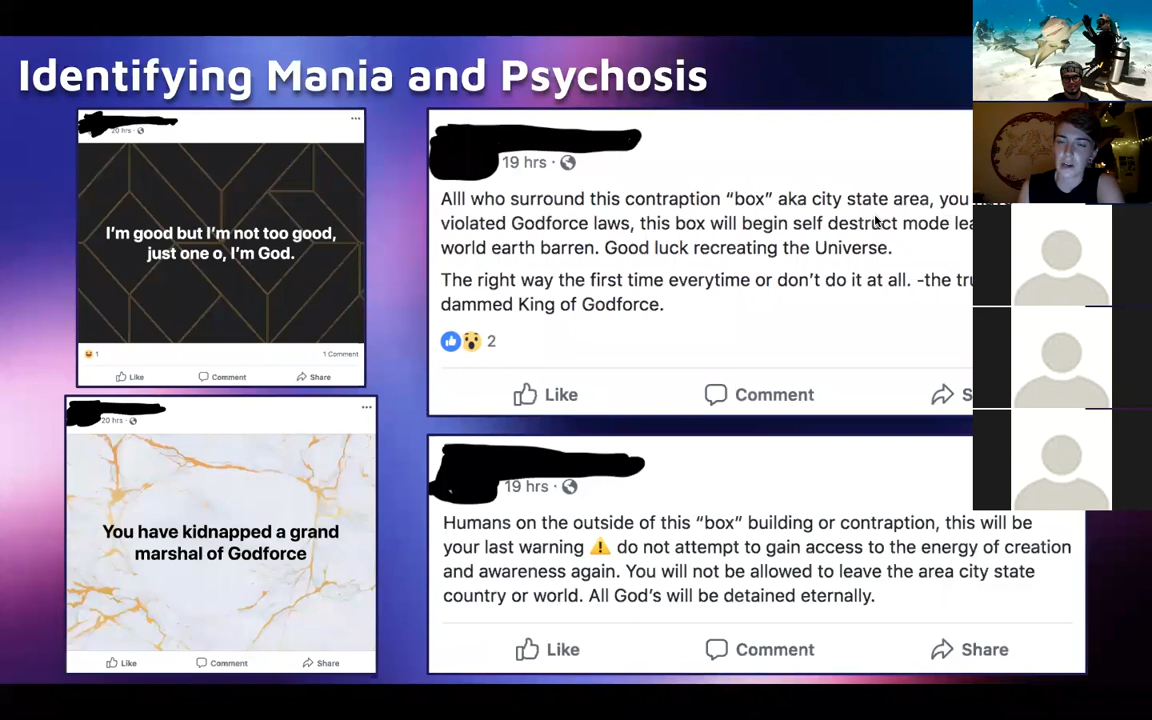 Identifying Mania and Psychosis
20 hrs
I'm good but I'm not too good,
just one o, I'm God.
1
1 Comment
Like
Comment
Share
20 hrs
You have kidnapped a grand
marshal of Godforce
Like
Comment
Share
19 hrs
Alll who surround this contraption "box" aka city state area, you
violated Godforce laws, this box will begin self destruct mode
world earth barren. Good luck recreating the Universe.
The right way the first time everytime or don't do it at all. -the
dammed King of Godforce.
2
Like
Comment
19 hrs
Humans on the outside of this "box" building or contraption, this will be
your last warning ⚠️ do not attempt to gain access to the energy of creation
and awareness again. You will not be allowed to leave the area city state
country or world. All God's will be detained eternally.
Like
Comment
Share